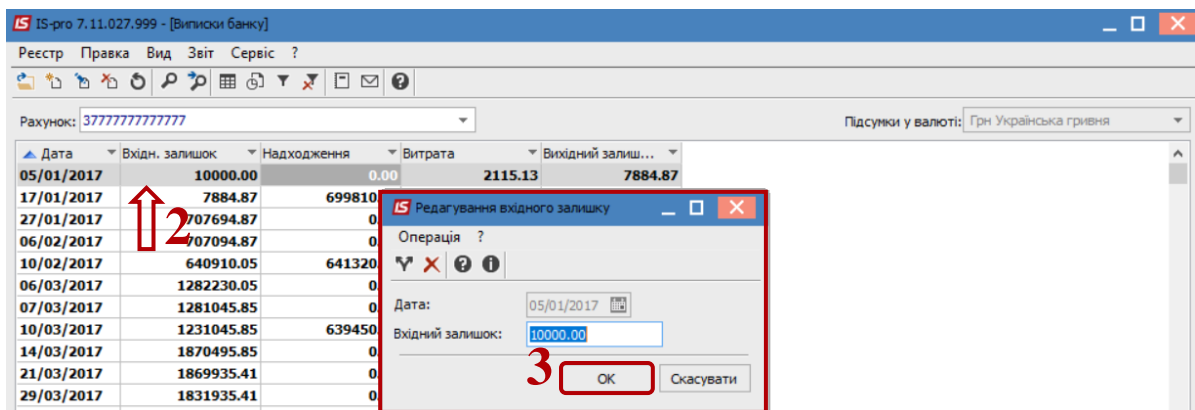 IS-pro 7.11.027.999 - [Виписки банку]
Реєстр Правка Вид Звіт Сервіс ?
Рахунок: 37777777777777 Підсумки у валюті: Грн Українська гривня
Дата Вхідн. залишок Надходження Витрата Вихідний залиш...
05/01/2017 10000.00 0.00 2115.13 7884.87
17/01/2017 7884.87 699810.
27/01/2017 707694.87 0.
06/02/2017 707094.87 0.
10/02/2017 640910.05 641320.
06/03/2017 1282230.05 0.
07/03/2017 1281045.85 0.
10/03/2017 1231045.85 639450.
14/03/2017 1870495.85 0.
21/03/2017 1869935.41 0.
29/03/2017 1831935.41 0.
2
Редагування вхідного залишку
Операція ?
Дата: 05/01/2017
Вхідний залишок: 10000.00
3
ОК Скасувати